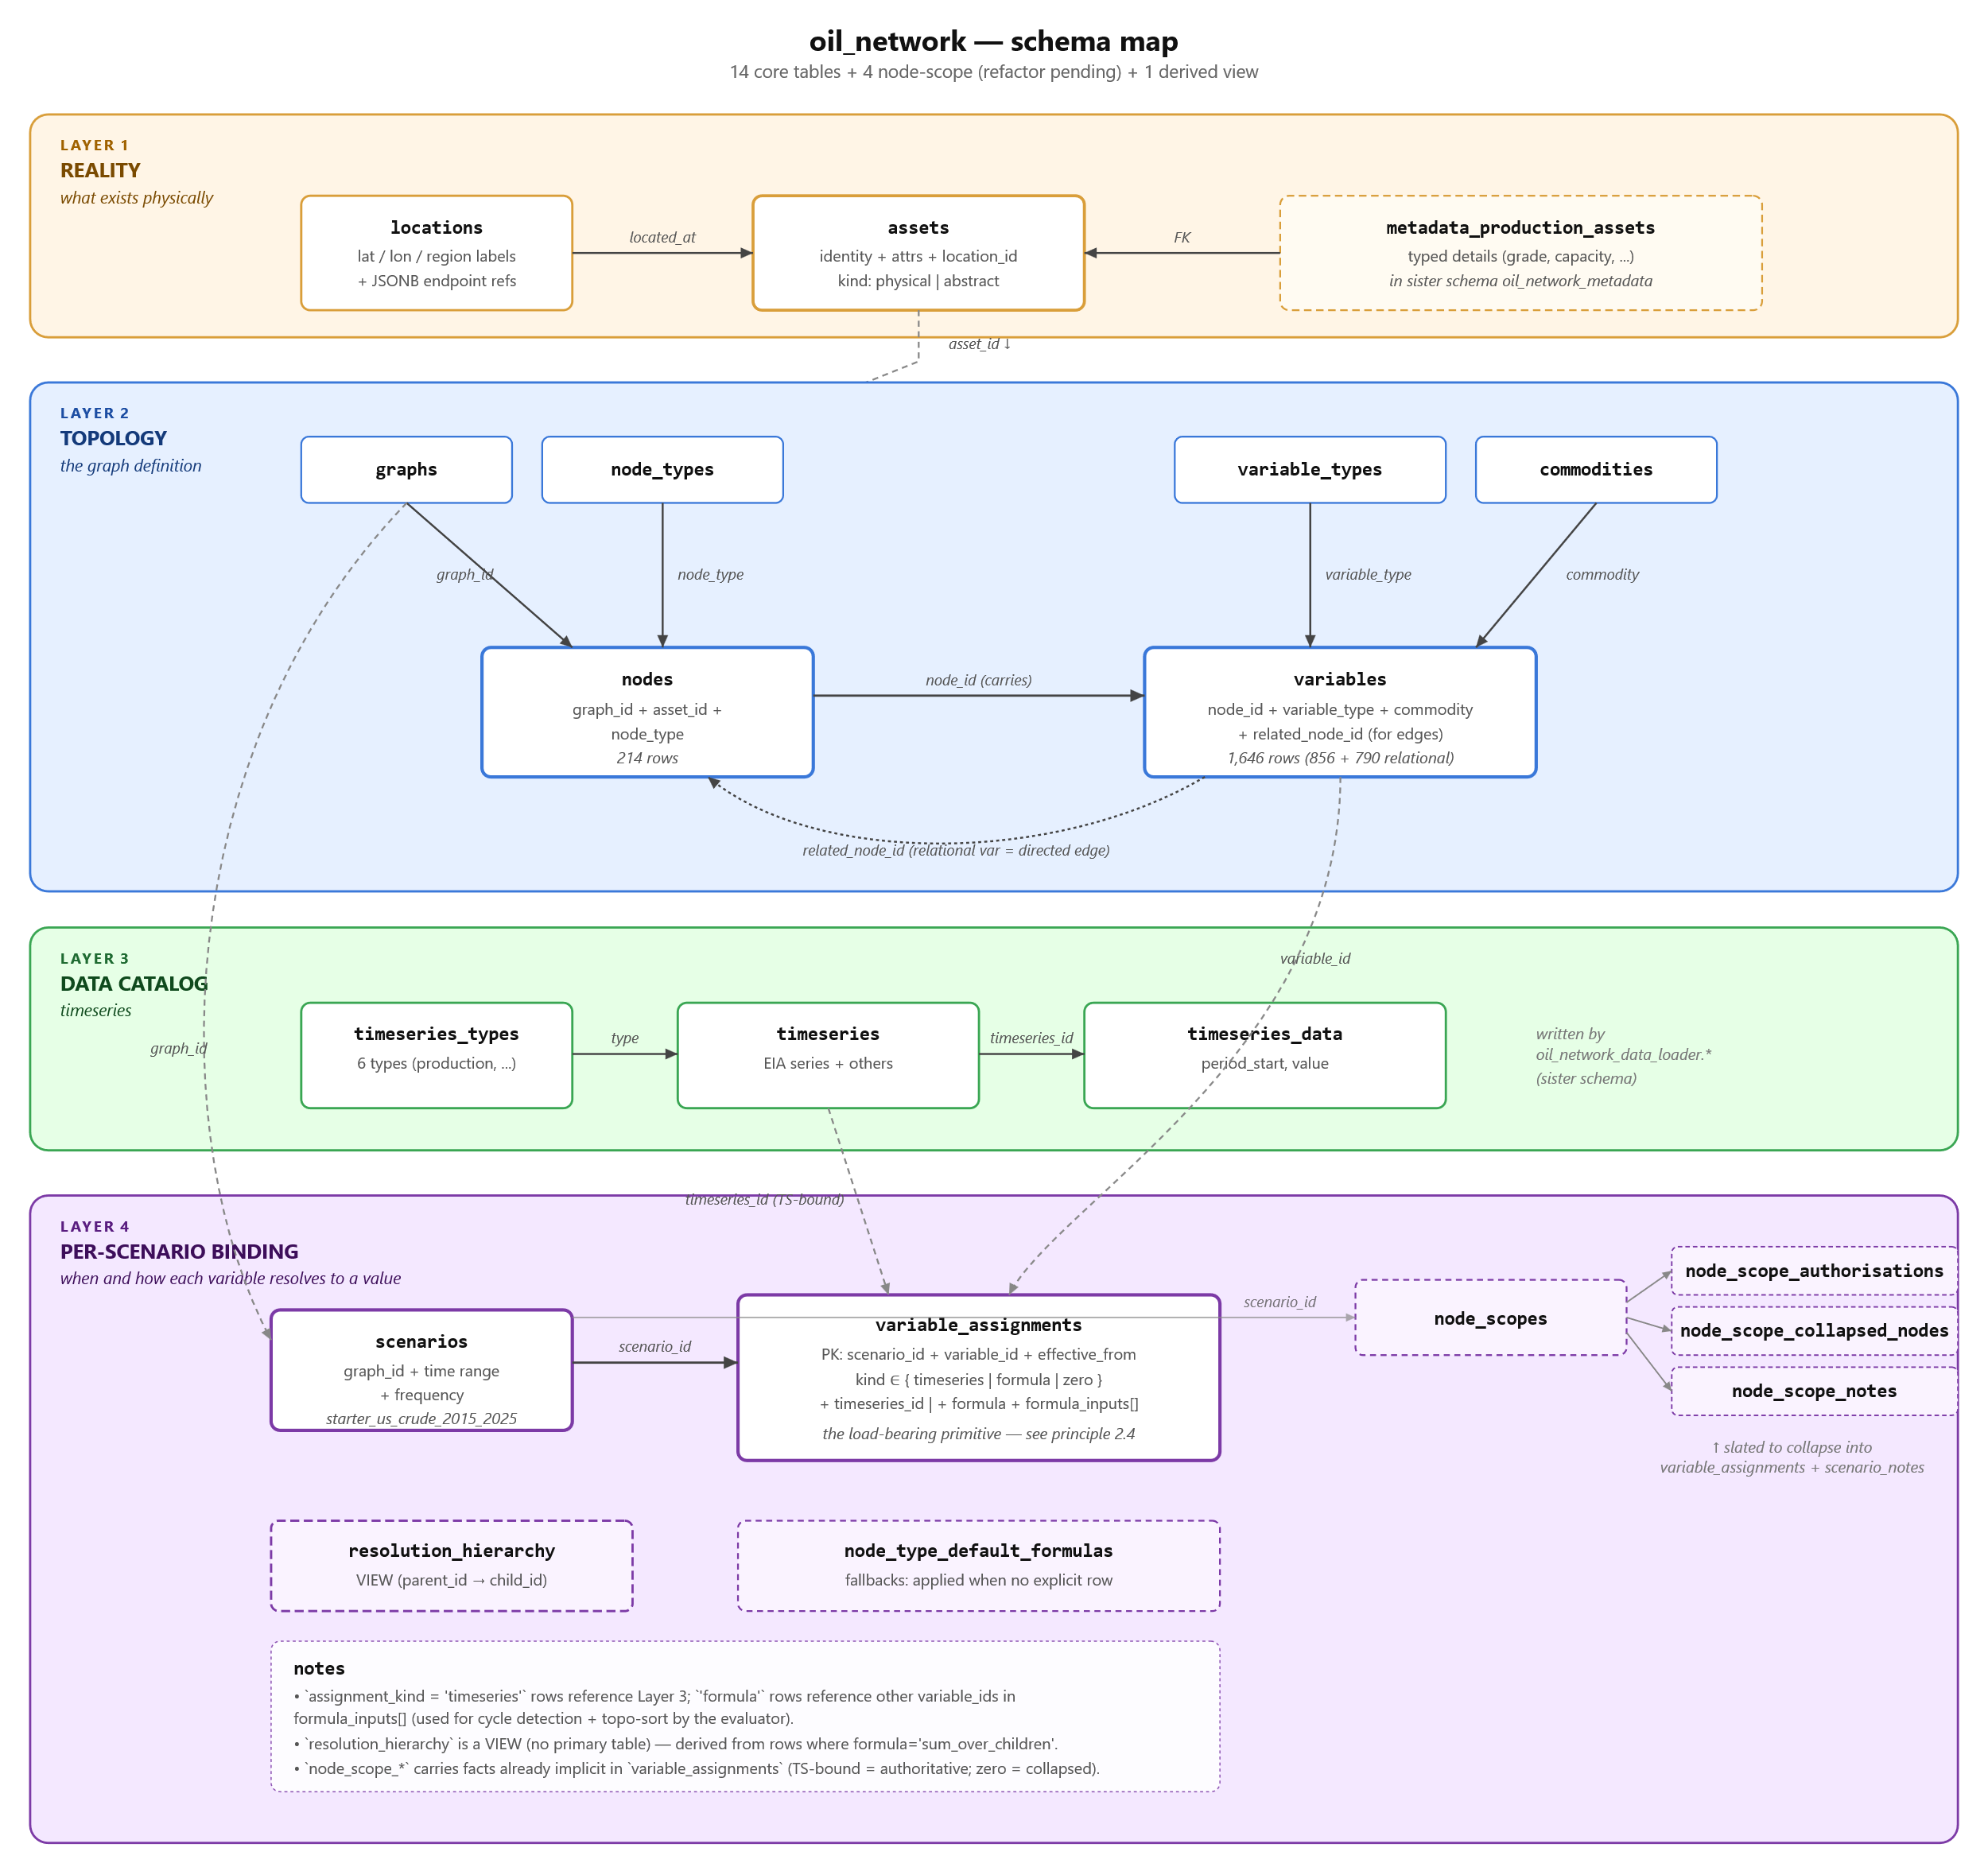 oil_network — schema map
14 core tables + 4 node-scope (refactor pending) + 1 derived view
LAYER 1
REALITY
what exists physically
locations
lat / lon / region labels
+ JSONB endpoint refs
located_at
assets
identity + attrs + location_id
kind: physical | abstract
FK
metadata_production_assets
typed details (grade, capacity, ...)
in sister schema oil_network_metadata
asset_id ↓
LAYER 2
TOPOLOGY
the graph definition
graphs
node_types
variable_types
commodities
graph_id
node_type
variable_type
commodity
nodes
graph_id + asset_id +
node_type
214 rows
node_id (carries)
variables
node_id + variable_type + commodity
+ related_node_id (for edges)
1,646 rows (856 + 790 relational)
related_node_id (relational var = directed edge)
LAYER 3
DATA CATALOG
timeseries
variable_id
graph_id
timeseries_types
6 types (production, ...)
type
timeseries
EIA series + others
timeseries_id
timeseries_data
period_start, value
written by
oil_network_data_loader.*
(sister schema)
timeseries_id (TS-bound)
LAYER 4
PER-SCENARIO BINDING
when and how each variable resolves to a value
scenarios
graph_id + time range
+ frequency
starter_us_crude_2015_2025
scenario_id
variable_assignments
PK: scenario_id + variable_id + effective_from
kind ∈ { timeseries | formula | zero }
+ timeseries_id | + formula + formula_inputs[]
the load-bearing primitive — see principle 2.4
scenario_id
node_scopes
node_scope_authorisations
node_scope_collapsed_nodes
node_scope_notes
↑ slated to collapse into
variable_assignments + scenario_notes
resolution_hierarchy
VIEW (parent_id → child_id)
node_type_default_formulas
fallbacks: applied when no explicit row
notes
• `assignment_kind = 'timeseries'` rows reference Layer 3; `'formula'` rows reference other variable_ids in
formula_inputs[] (used for cycle detection + topo-sort by the evaluator).
• `resolution_hierarchy` is a VIEW (no primary table) — derived from rows where formula='sum_over_children'.
• `node_scope_*` carries facts already implicit in `variable_assignments` (TS-bound = authoritative; zero = collapsed).